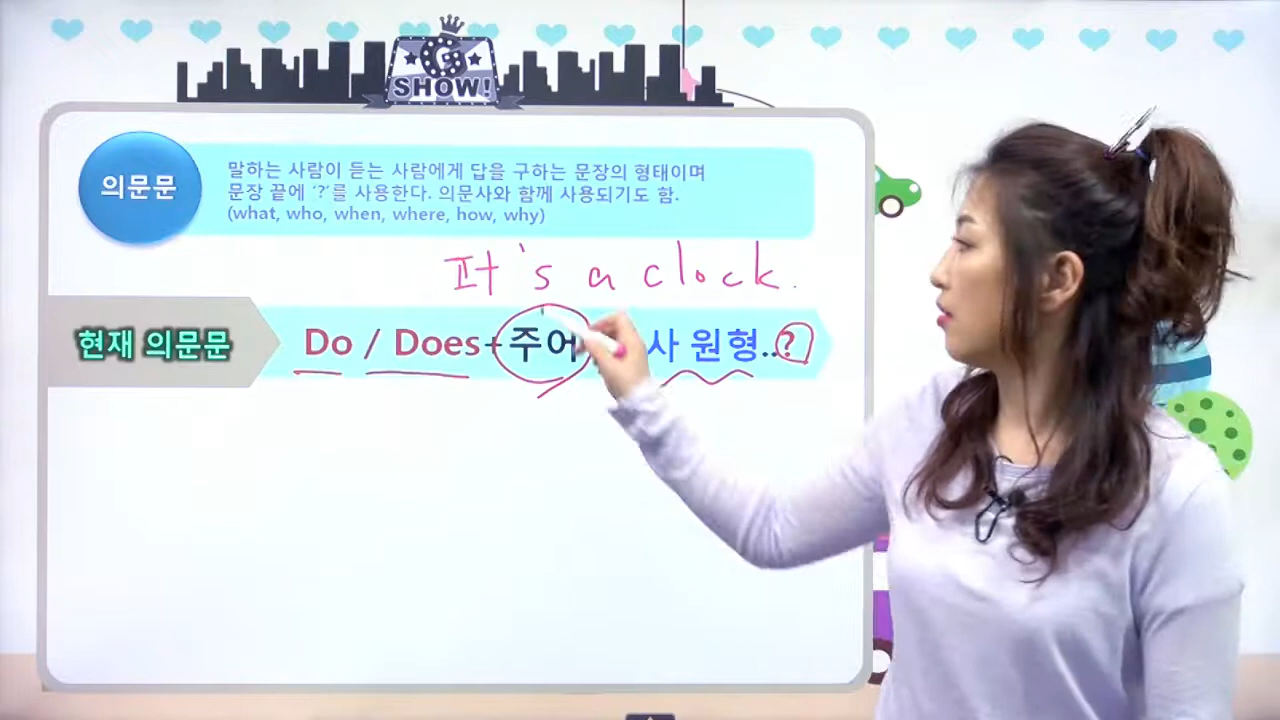 G
SHOW!
의문문
말하는 사람이 듣는 사람에게 답을 구하는 문장의 형태이며
문장 끝에 '?'를 사용한다. 의문사와 함께 사용되기도 함.
(what, who, when, where, how, why)
It's a clock.
현재 의문문
Do / Does + 주어 사 원형..?